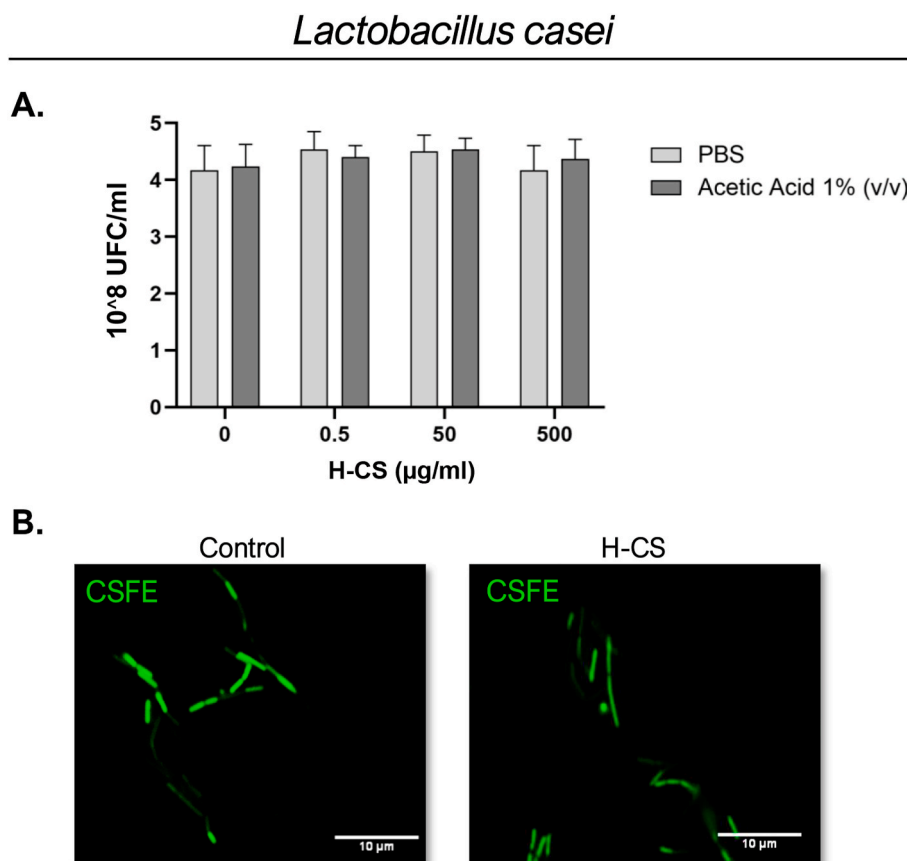 Lactobacillus casei
A.
5
4
3
2
1
0
10^8 UFC/ml
0 0.5 50 500
H-CS (µg/ml)
PBS
Acetic Acid 1% (v/v)
B.
Control
H-CS
CSFE
CSFE
10 µm
10 µm